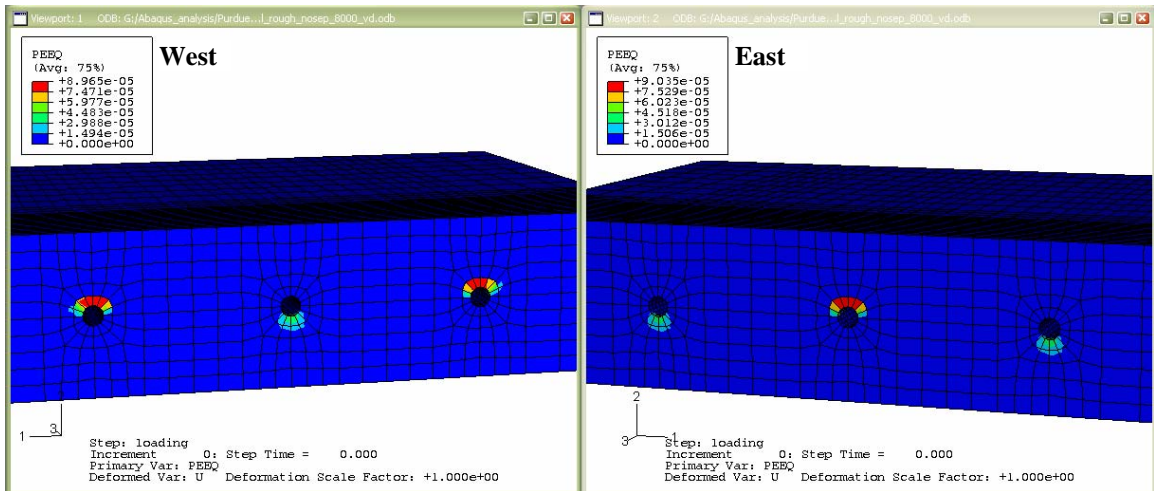 Viewport: 1 ODB: G:/Abaqus_analysis/Purdue...l_rough_nosep_8000_vd.odb
West
PEEQ
(Avg: 75%)
+8.965e-05
+7.471e-05
+5.977e-05
+4.483e-05
+2.988e-05
+1.494e-05
+0.000e+00
1
3
Step: loading
Increment 0: Step Time = 0.000
Primary Var: PEEQ
Deformed Var: U Deformation Scale Factor: +1.000e+00
Viewport: 2 ODB: G:/Abaqus_analysis/Purdue...l_rough_nosep_8000_vd.odb
East
PEEQ
(Avg: 75%)
+9.035e-05
+7.529e-05
+6.023e-05
+4.518e-05
+3.012e-05
+1.506e-05
+0.000e+00
2
3
1
Step: loading
Increment 0: Step Time = 0.000
Primary Var: PEEQ
Deformed Var: U Deformation Scale Factor: +1.000e+00